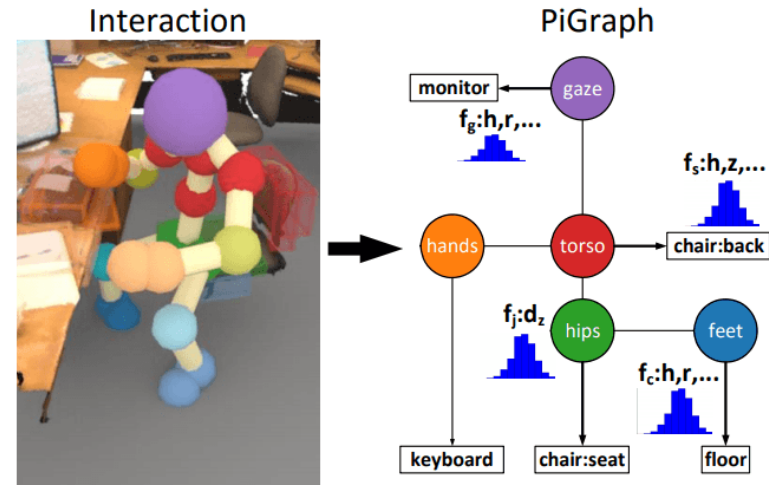 Interaction
PiGraph
monitor
gaze
f_g:h,r,...
f_s:h,z,...
hands
torso
chair:back
f_j:d_z
hips
feet
f_c:h,r,...
keyboard
chair:seat
floor